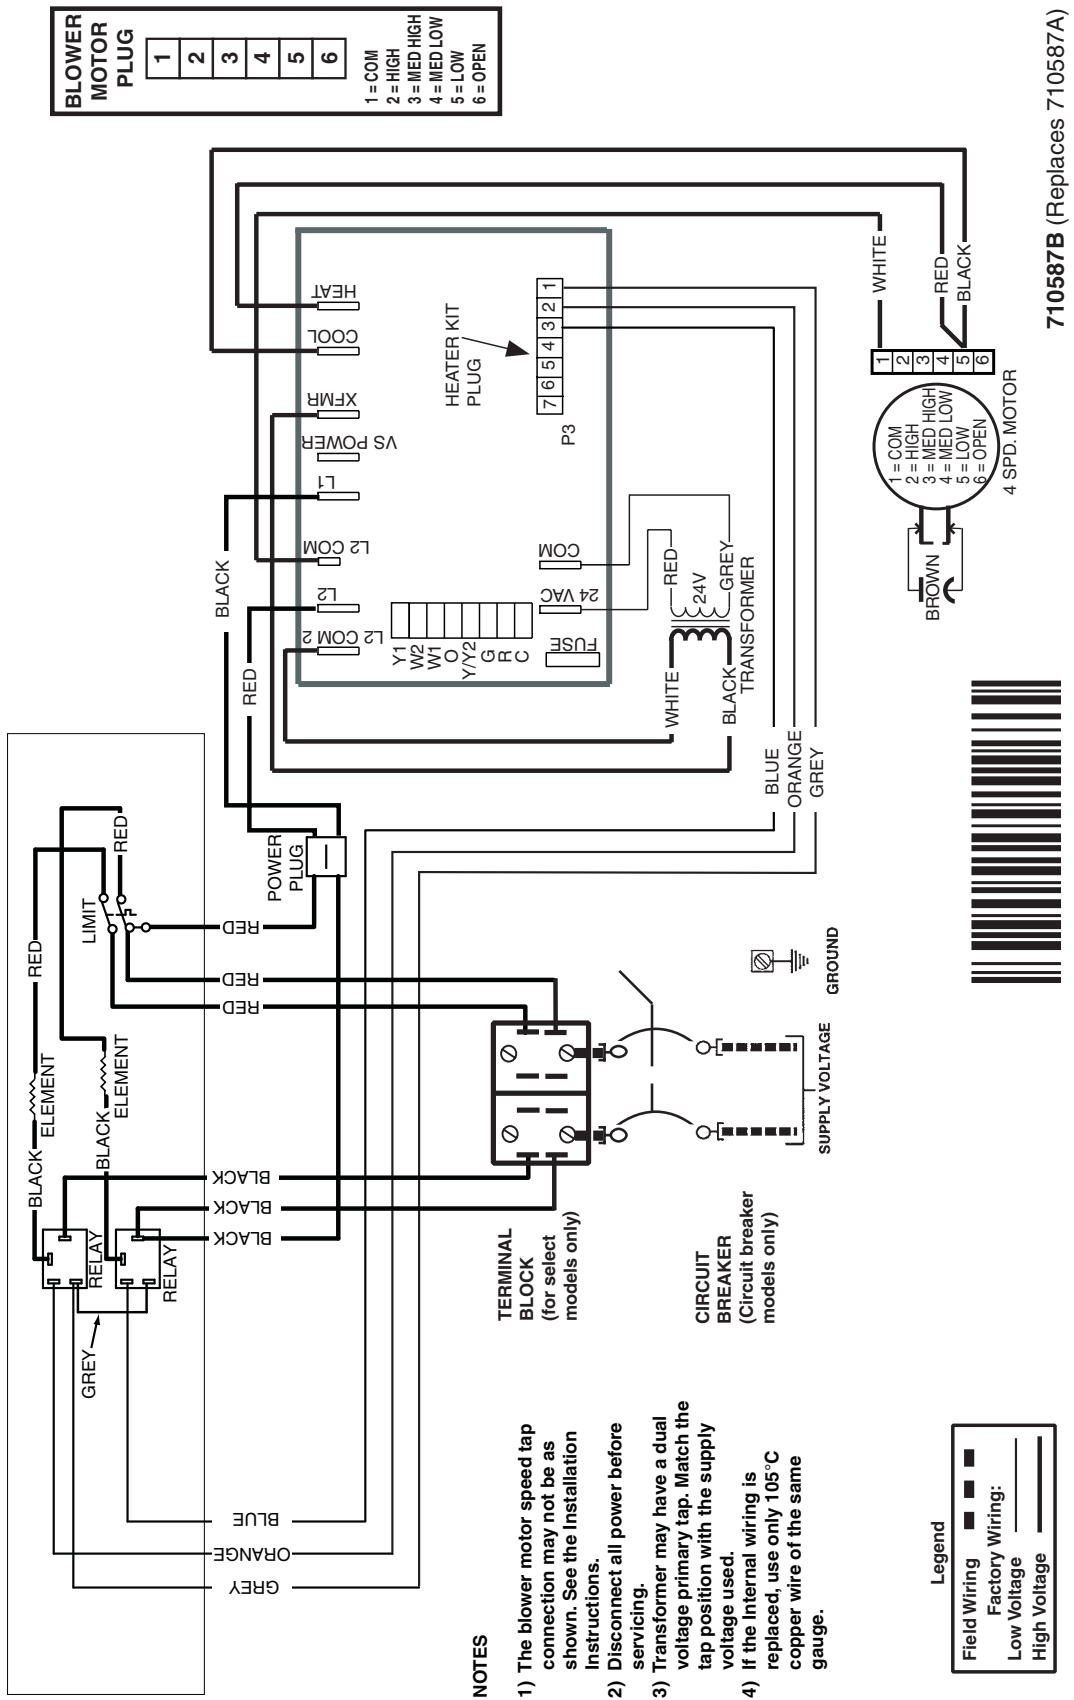 BLOWER
MOTOR
PLUG
1
2
3
4
5
6
1 = COM
2 = HIGH
3 = MED HIGH
4 = MED LOW
5 = LOW
6 = OPEN
HEAT
COOL
XFMR
VS POWER
L1
L2 COM
L2
L2 COM 2
Y1
W2
W1
O
Y/Y2
G
R
C
FUSE
24 VAC
COM
HEATER KIT
PLUG
7 6 5 4 3 2 1
P3
BLACK
RED
WHITE
BLACK
RED
24V
GREY
TRANSFORMER
BLUE
ORANGE
GREY
WHITE
RED
BLACK
1
2
3
4
5
6
1 = COM
2 = HIGH
3 = MED HIGH
4 = MED LOW
5 = LOW
6 = OPEN
4 SPD. MOTOR
BROWN
POWER
PLUG
LIMIT
RED
RED
ELEMENT
ELEMENT
BLACK
BLACK
RELAY
RELAY
GREY
RED
RED
RED
BLACK
BLACK
BLACK
BLUE
ORANGE
GREY
TERMINAL
BLOCK
(for select
models only)
CIRCUIT
BREAKER
(Circuit breaker
models only)
SUPPLY VOLTAGE
GROUND
NOTES
1) The blower motor speed tap
connection may not be as
shown. See the Installation
Instructions.
2) Disconnect all power before
servicing.
3) Transformer may have a dual
voltage primary tap. Match the
tap position with the supply
voltage used.
4) If the Internal wiring is
replaced, use only 105°C
copper wire of the same
gauge.
Legend
Field Wiring
Factory Wiring:
Low Voltage
High Voltage
710587B (Replaces 710587A)